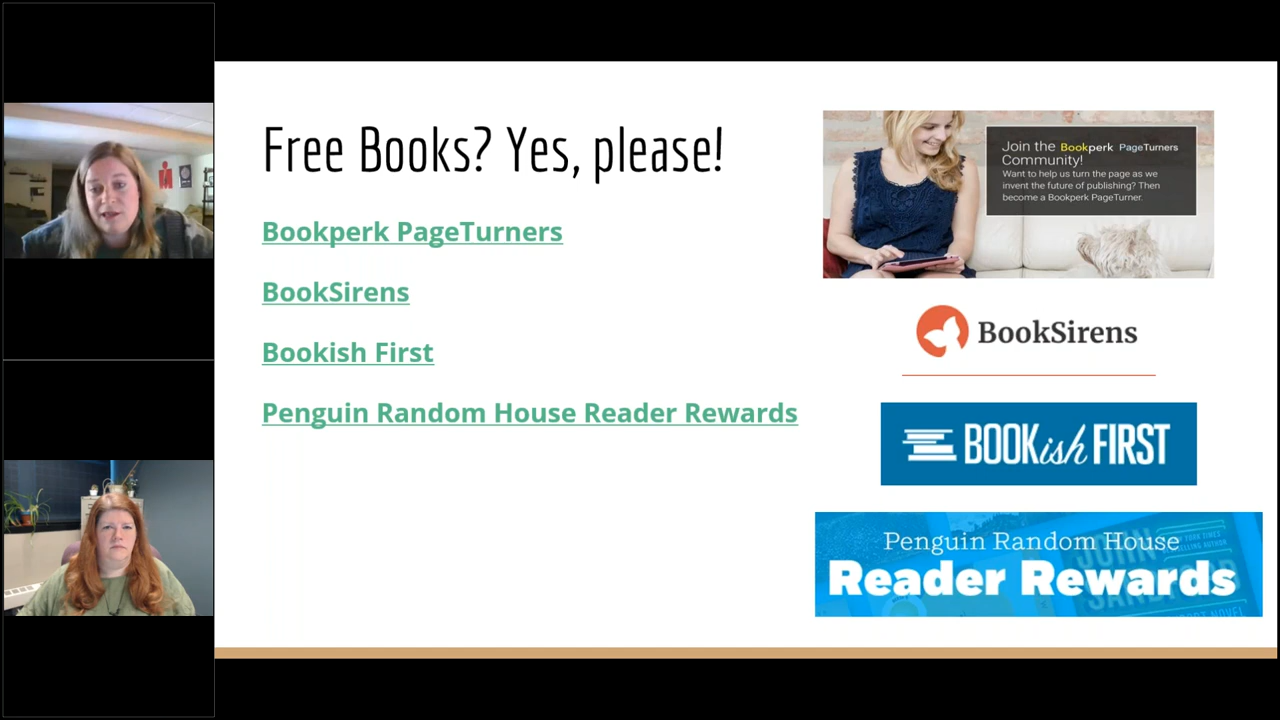 Free Books? Yes, please!
Bookperk PageTurners
BookSirens
Bookish First
Penguin Random House Reader Rewards
Join the Bookperk PageTurners
Community!
Want to help us turn the page as we
invent the future of publishing? Then
become a Bookperk PageTurner.
BookSirens
BOOKish FIRST
Penguin Random House
Reader Rewards